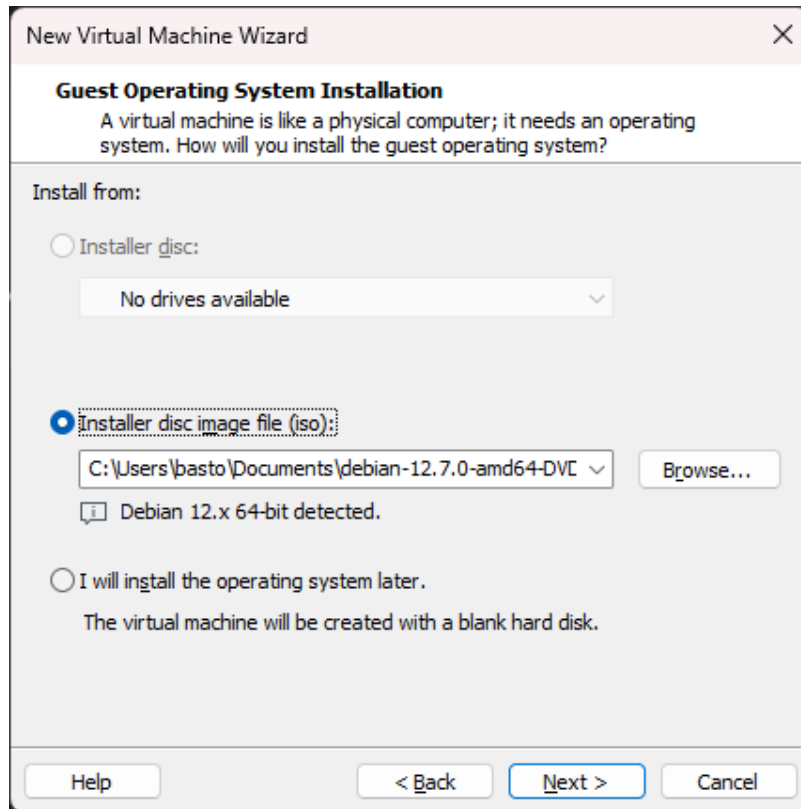 New Virtual Machine Wizard
Guest Operating System Installation
A virtual machine is like a physical computer; it needs an operating
system. How will you install the guest operating system?
Install from:
Installer disc:
No drives available
Installer disc image file (iso):
C:\Users\basto\Documents\debian-12.7.0-amd64-DVD
Browse...
Debian 12.x 64-bit detected.
I will install the operating system later.
The virtual machine will be created with a blank hard disk.
Help
< Back
Next >
Cancel